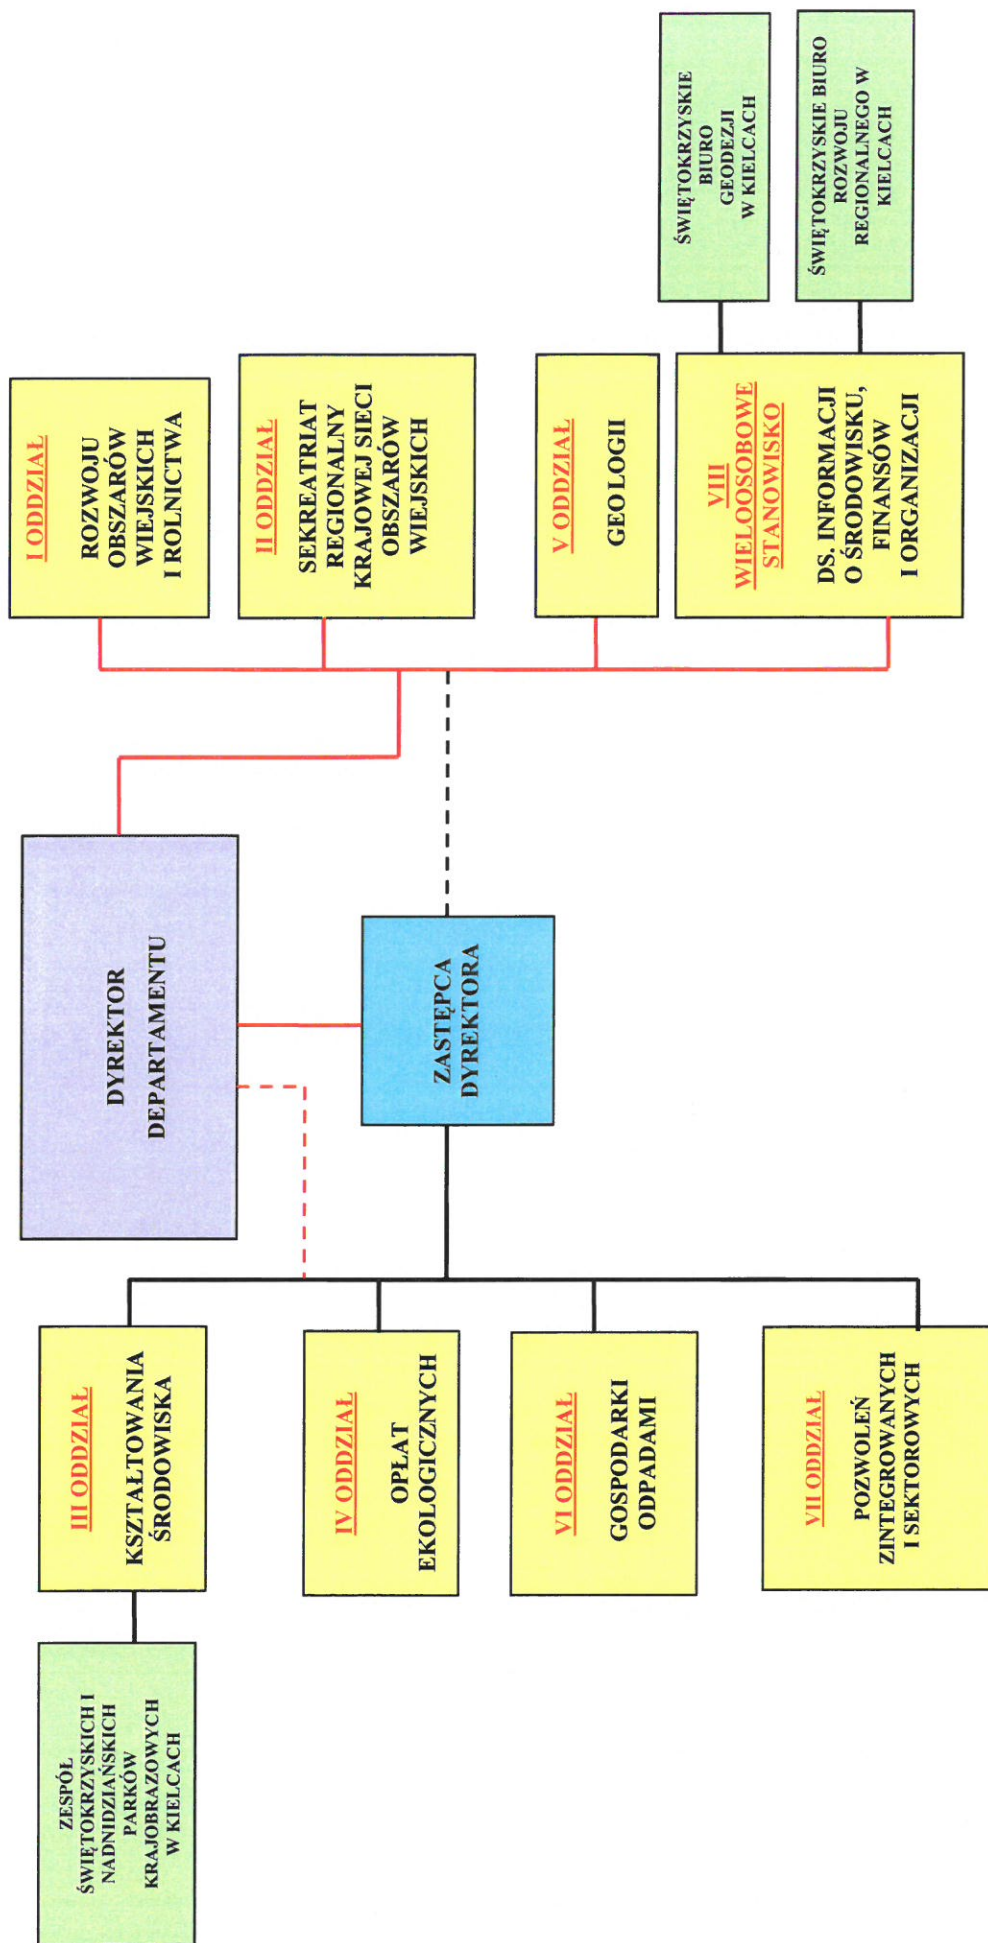 DYREKTOR
DEPARTAMENTU
ZASTĘPCA
DYREKTORA
ZESPÓŁ
ŚWIĘTOKRZYSKICH I
NADNIDZIAŃSKICH
PARKÓW
KRAJOBRAZOWYCH
W KIELCACH
III ODDZIAŁ
KSZTAŁTOWANIA
ŚRODOWISKA
IV ODDZIAŁ
OPŁAT
EKOLOGICZNYCH
VI ODDZIAŁ
GOSPODARKI
ODPADAMI
VII ODDZIAŁ
POZWOLEŃ
ZINTEGROWANYCH
I SEKTOROWYCH
I ODDZIAŁ
ROZWOJU
OBSZARÓW
WIEJSKICH
I ROLNICTWA
II ODDZIAŁ
SEKREATRIAT
REGIONALNY
KRAJOWEJ SIECI
OBSZARÓW
WIEJSKICH
V ODDZIAŁ
GEOLOGII
VIII
WIELOOSOBOWE
STANOWISKO
DS. INFORMACJI
O ŚRODOWISKU,
FINANSÓW
I ORGANIZACJI
ŚWIĘTOKRZYSKIE
BIURO
GEODEZJI
W KIELCACH
ŚWIĘTOKRZYSKIE BIURO
ROZWOJU
REGIONALNEGO W
KIELCACH